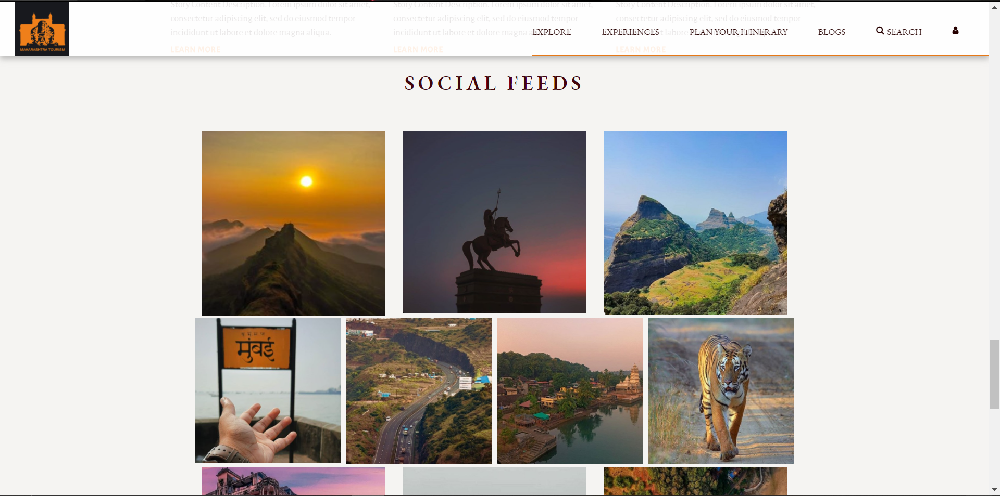 Story Content Description. Lorem ipsum dolor sit amet,
consectetur adipiscing elit, sed do eiusmod tempor
incididunt ut labore et dolore magna aliqua.
LEARN MORE
Story Content Description. Lorem ipsum dolor sit amet,
consectetur adipiscing elit, sed do eiusmod tempor
incididunt ut labore et dolore magna
LEARN MORE
Story Content Description. Lorem ipsum dolor sit amet,
consectetur adipiscing elit, sed do eiusmod tempor
ut labore et dolore
LEARN MORE
MAHARASHTRA TOURISM
EXPLORE EXPERIENCES PLAN YOUR ITINERARY BLOGS SEARCH
SOCIAL FEEDS
मुंबई